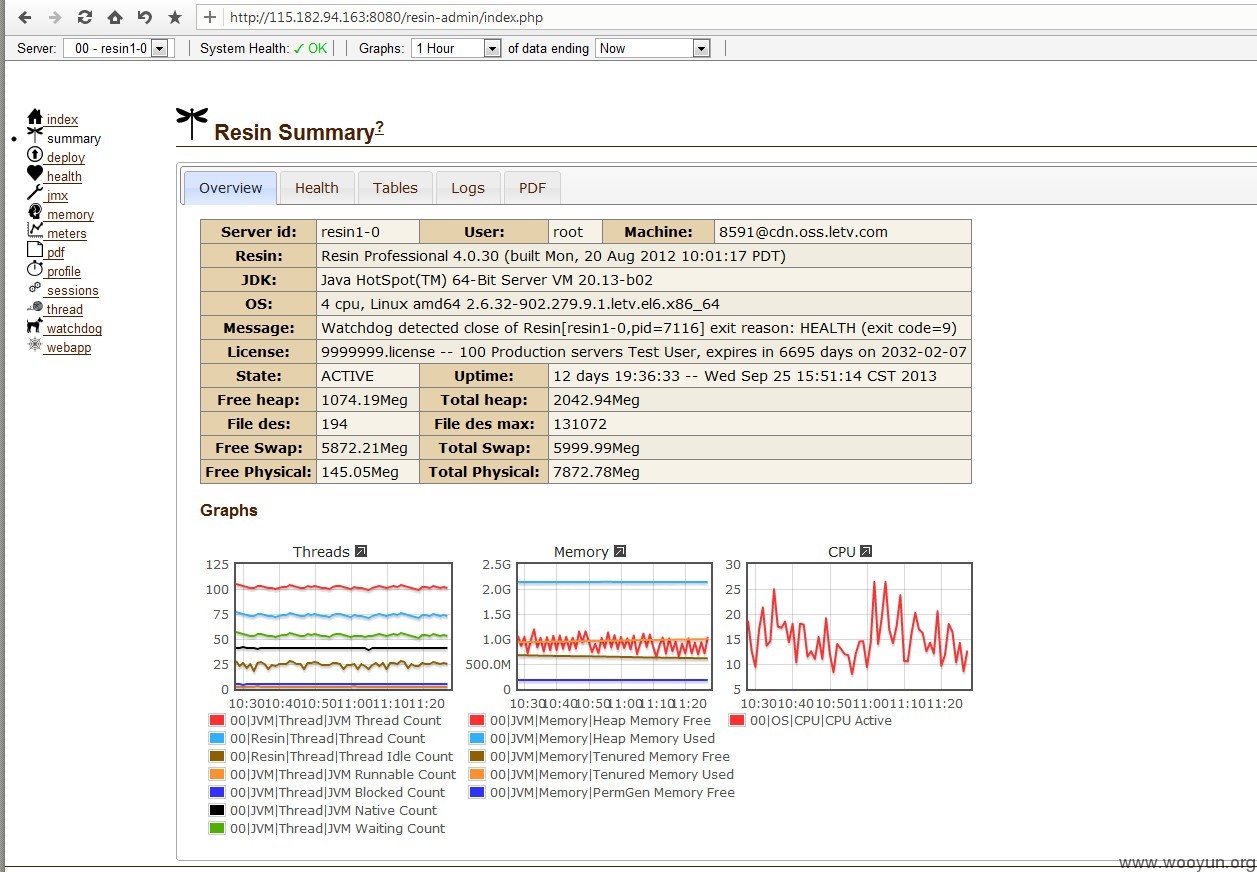 http://115.182.94.163:8080/resin-admin/index.php
Server: 00 - resin1-0 System Health: ✓ OK Graphs: 1 Hour of data ending Now
index
summary
deploy
health
jmx
memory
meters
pdf
profile
sessions
thread
watchdog
webapp
Resin Summary?
Overview Health Tables Logs PDF
Server id: resin1-0 User: root Machine: 8591@cdn.oss.letv.com
Resin: Resin Professional 4.0.30 (built Mon, 20 Aug 2012 10:01:17 PDT)
JDK: Java HotSpot(TM) 64-Bit Server VM 20.13-b02
OS: 4 cpu, Linux amd64 2.6.32-902.279.9.1.letv.el6.x86_64
Message: Watchdog detected close of Resin[resin1-0,pid=7116] exit reason: HEALTH (exit code=9)
License: 9999999.license -- 100 Production servers Test User, expires in 6695 days on 2032-02-07
State: ACTIVE Uptime: 12 days 19:36:33 -- Wed Sep 25 15:51:14 CST 2013
Free heap: 1074.19Meg Total heap: 2042.94Meg
File des: 194 File des max: 131072
Free Swap: 5872.21Meg Total Swap: 5999.99Meg
Free Physical: 145.05Meg Total Physical: 7872.78Meg
Graphs
Threads
125
100
75
50
25
0
10:30 10:40 10:50 11:00 11:10 11:20
00|JVM|Thread|JVM Thread Count
00|Resin|Thread|Thread Count
00|Resin|Thread|Thread Idle Count
00|JVM|Thread|JVM Runnable Count
00|JVM|Thread|JVM Blocked Count
00|JVM|Thread|JVM Native Count
00|JVM|Thread|JVM Waiting Count
Memory
2.5G
2.0G
1.5G
1.0G
500.0M
0
10:30 10:40 10:50 11:00 11:10 11:20
00|JVM|Memory|Heap Memory Free
00|JVM|Memory|Heap Memory Used
00|JVM|Memory|Tenured Memory Free
00|JVM|Memory|Tenured Memory Used
00|JVM|Memory|PermGen Memory Free
CPU
30
25
20
15
10
5
10:30 10:40 10:50 11:00 11:10 11:20
00|OS|CPU|CPU Active
www.wooyun.org